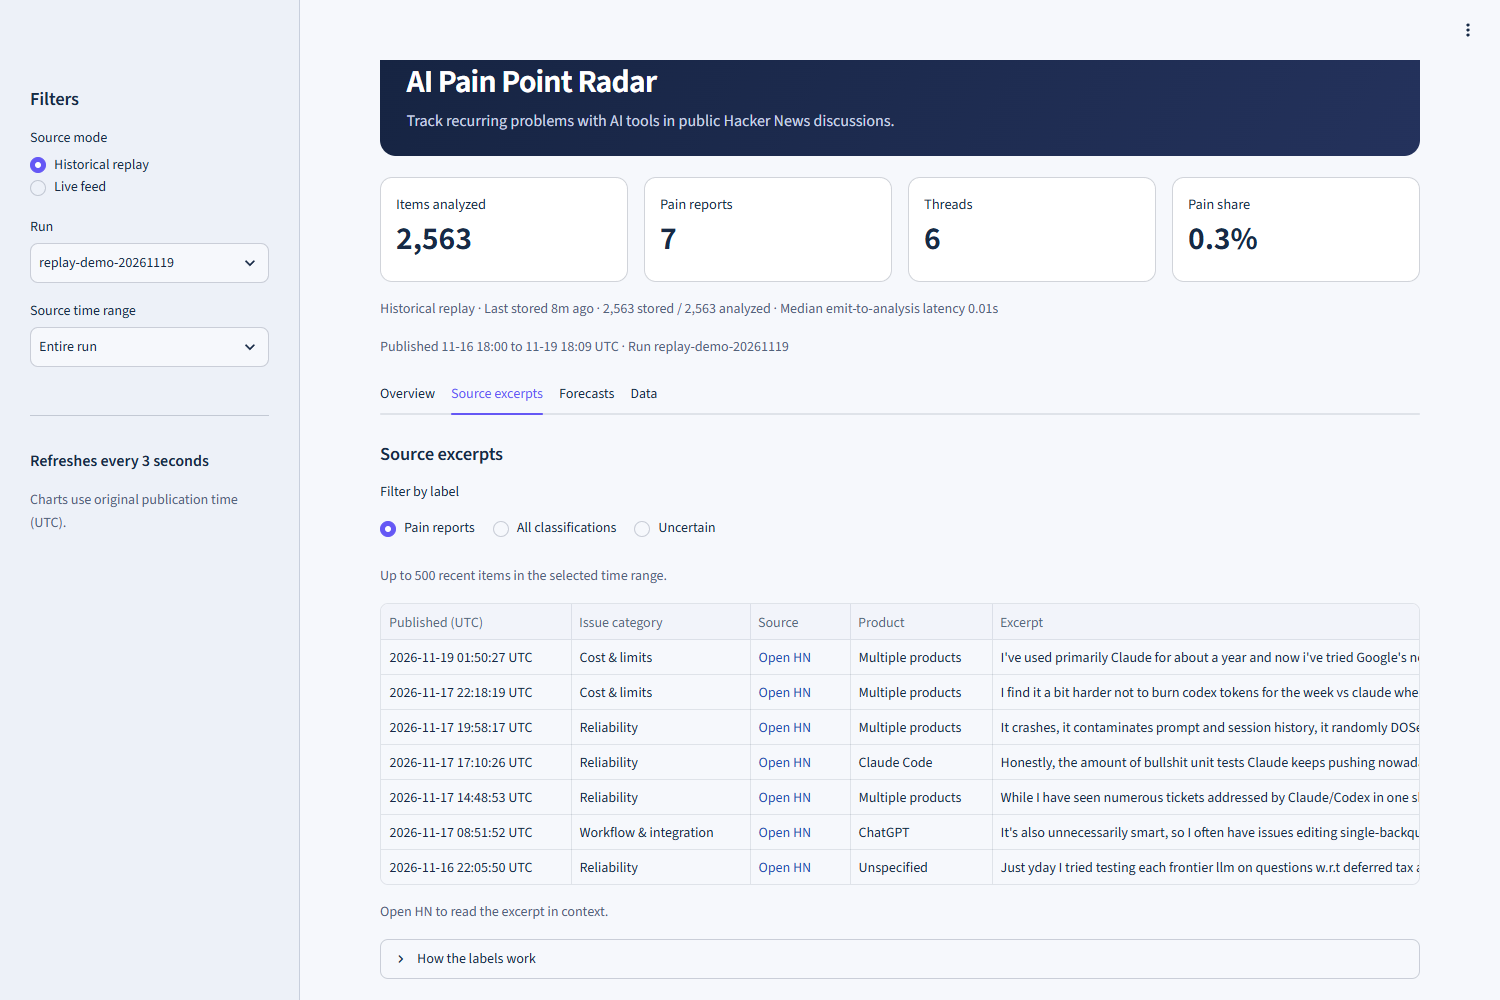 Filters
Source mode
Historical replay
Live feed
Run
replay-demo-20261119
Source time range
Entire run
Refreshes every 3 seconds
Charts use original publication time
(UTC).
AI Pain Point Radar
Track recurring problems with AI tools in public Hacker News discussions.
Items analyzed
2,563
Pain reports
7
Threads
6
Pain share
0.3%
Historical replay · Last stored 8m ago · 2,563 stored / 2,563 analyzed · Median emit-to-analysis latency 0.01s
Published 11-16 18:00 to 11-19 18:09 UTC · Run replay-demo-20261119
Overview Source excerpts Forecasts Data
Source excerpts
Filter by label
Pain reports All classifications Uncertain
Up to 500 recent items in the selected time range.
Published (UTC) Issue category Source Product Excerpt
2026-11-19 01:50:27 UTC Cost & limits Open HN Multiple products I've used primarily Claude for about a year and now i've tried Google's
2026-11-17 22:18:19 UTC Cost & limits Open HN Multiple products I find it a bit harder not to burn codex tokens for the week vs claude whe
2026-11-17 19:58:17 UTC Reliability Open HN Multiple products It crashes, it contaminates prompt and session history, it randomly DOSe
2026-11-17 17:10:26 UTC Reliability Open HN Claude Code Honestly, the amount of bullshit unit tests Claude keeps pushing nowad
2026-11-17 14:48:53 UTC Reliability Open HN Multiple products While I have seen numerous tickets addressed by Claude/Codex in one
2026-11-17 08:51:52 UTC Workflow & integration Open HN ChatGPT It's also unnecessarily smart, so I often have issues editing single-backqu
2026-11-16 22:05:50 UTC Reliability Open HN Unspecified Just yday I tried testing each frontier llm on questions w.r.t deferred tax
Open HN to read the excerpt in context.
How the labels work